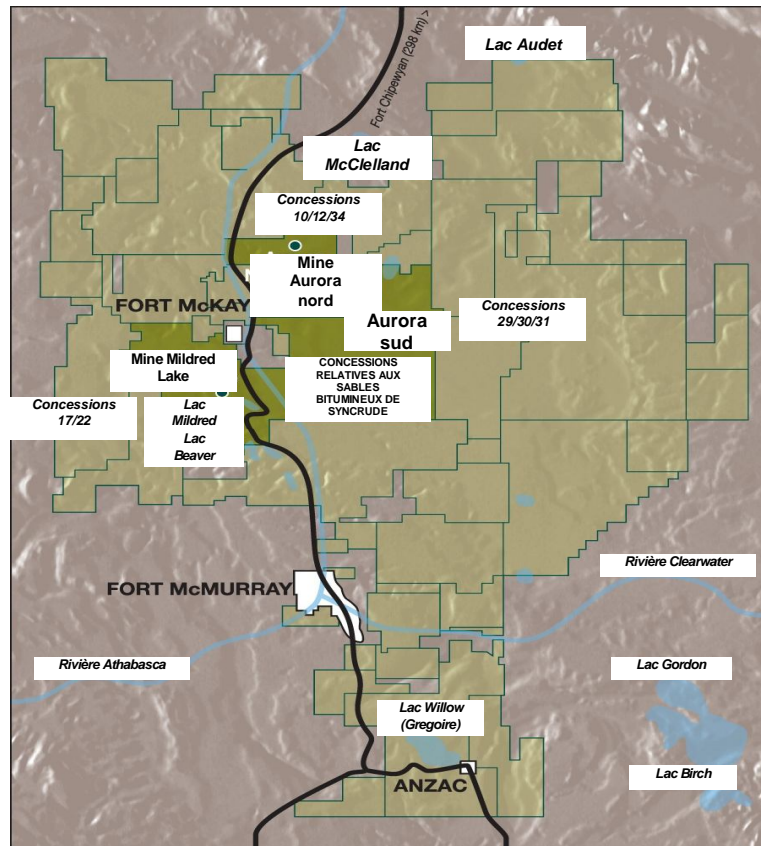 Lac Audet
Fort Chipewyan (298 km) >
Lac
McClelland
Concessions
10/12/34
Mine
Aurora
nord
FORT McKAY
Concessions
29/30/31
Aurora
sud
Mine Mildred
Lake
CONCESSIONS
RELATIVES AUX
SABLES
BITUMINEUX DE
SYNCRUDE
Concessions
17/22
Lac
Mildred
Lac
Beaver
Rivière Clearwater
FORT McMURRAY
Rivière Athabasca
Lac Gordon
Lac Willow
(Gregoire)
Lac Birch
ANZAC